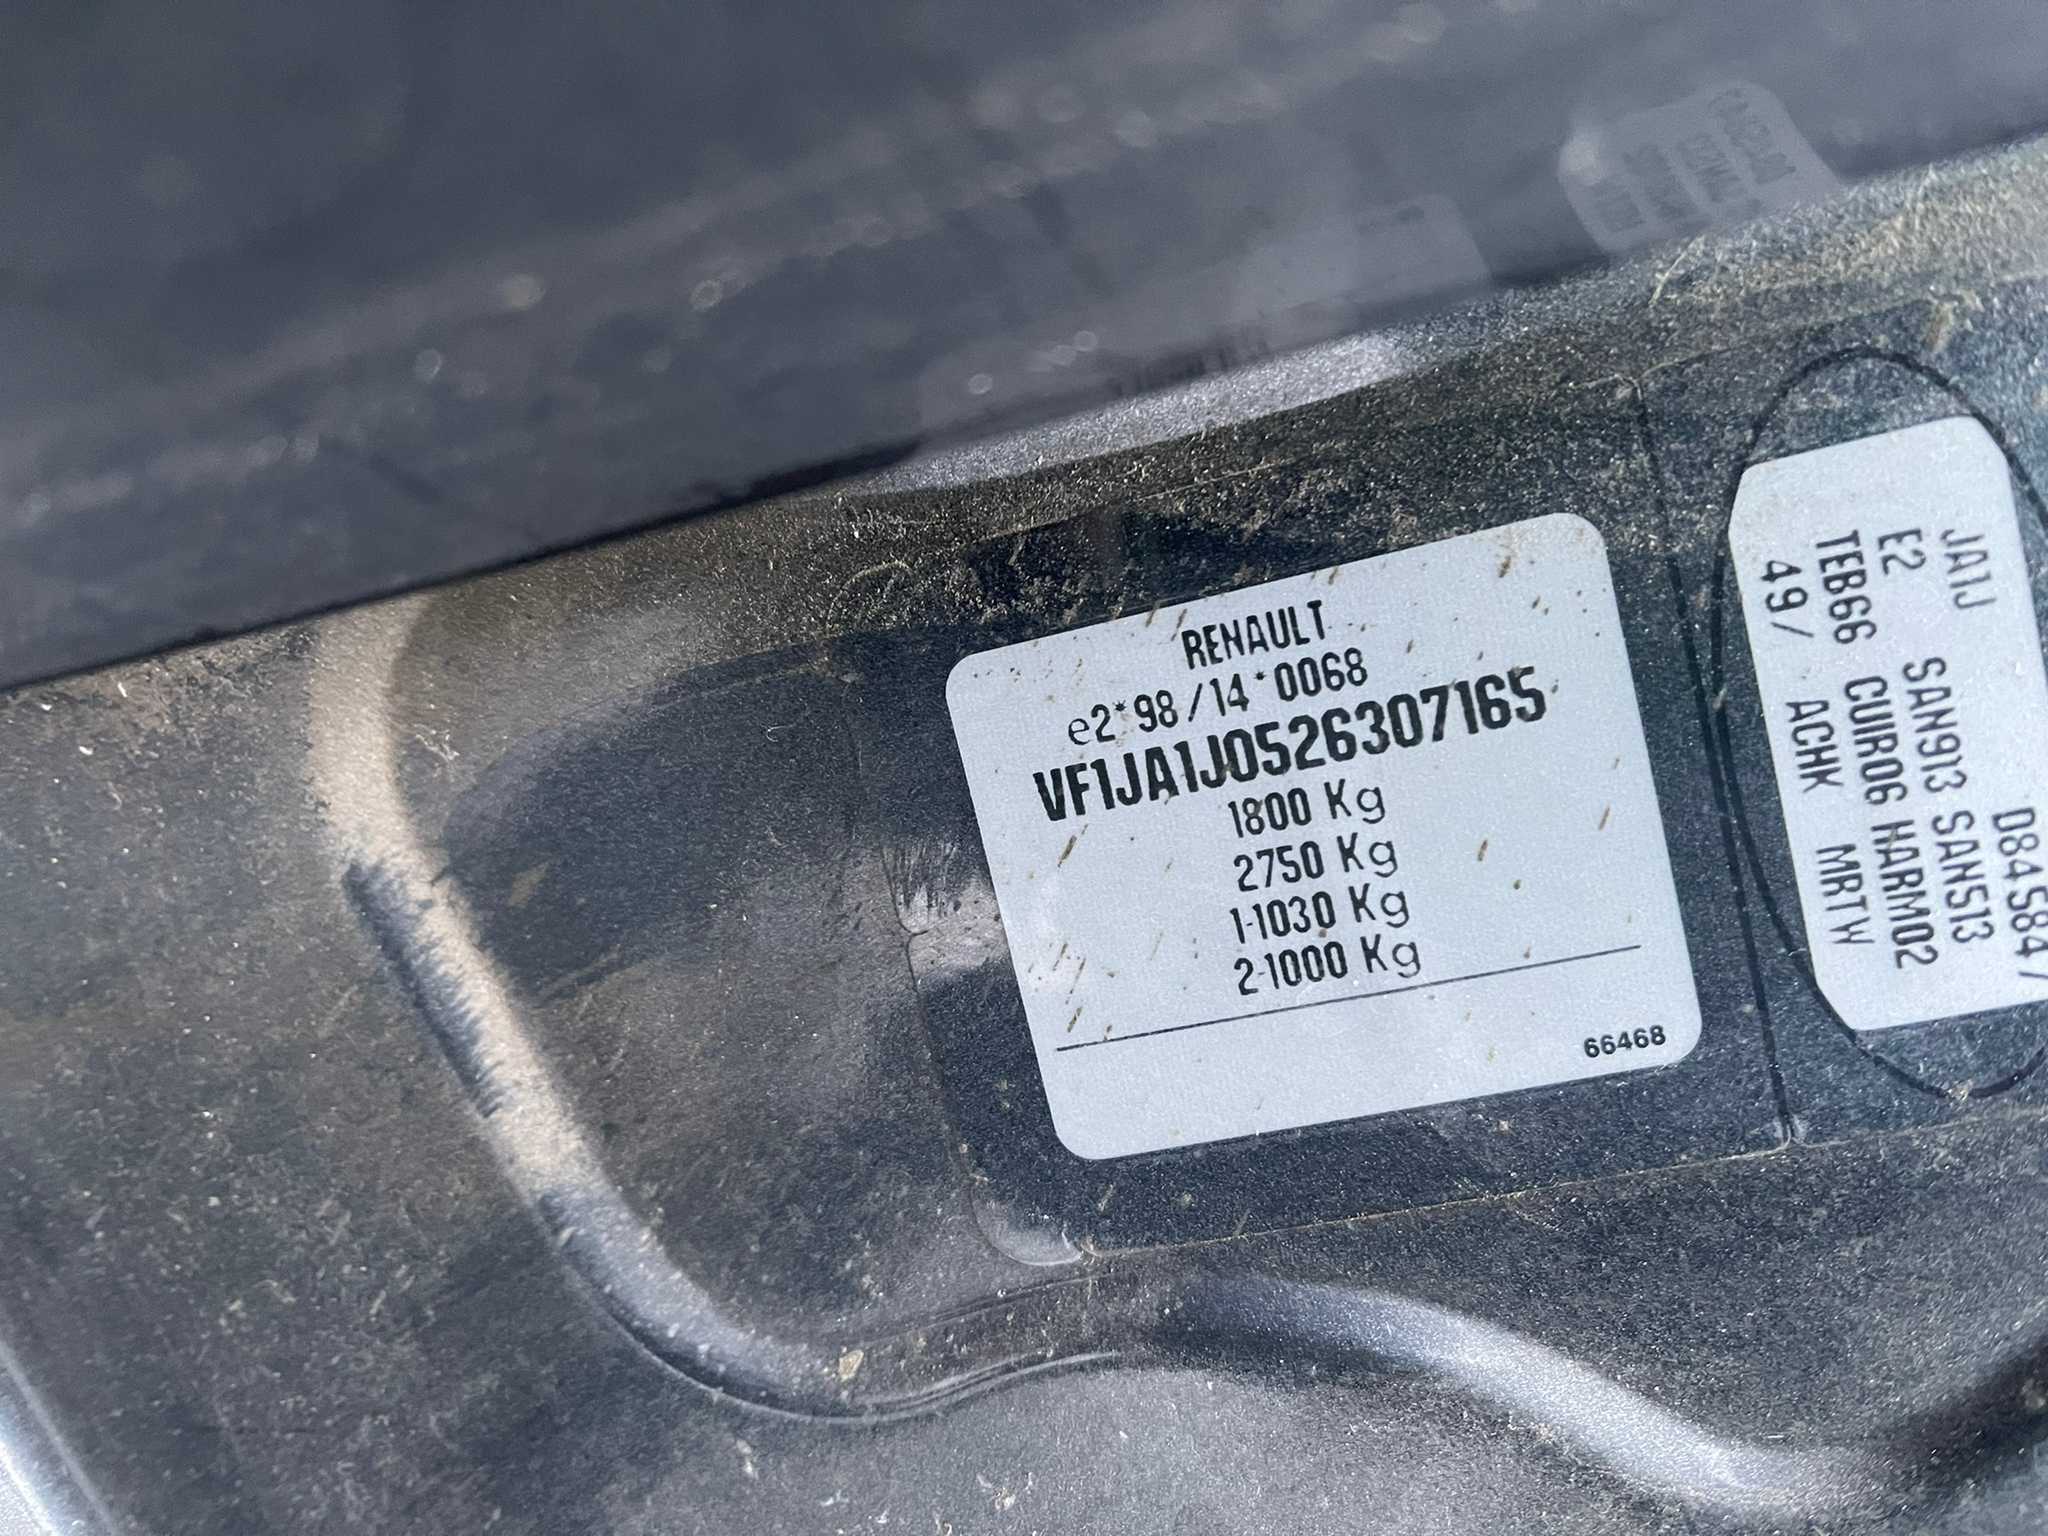 RENAULT
e2*98/14*0068
VF1JA1J0526307165
1800 Kg
2750 Kg
1-1030 Kg
2-1000 Kg
66468
JA1J D84584/
E2 SAN913 SAN513
TEB66 CUIR06 HARM02
49/ ACHK MRTW